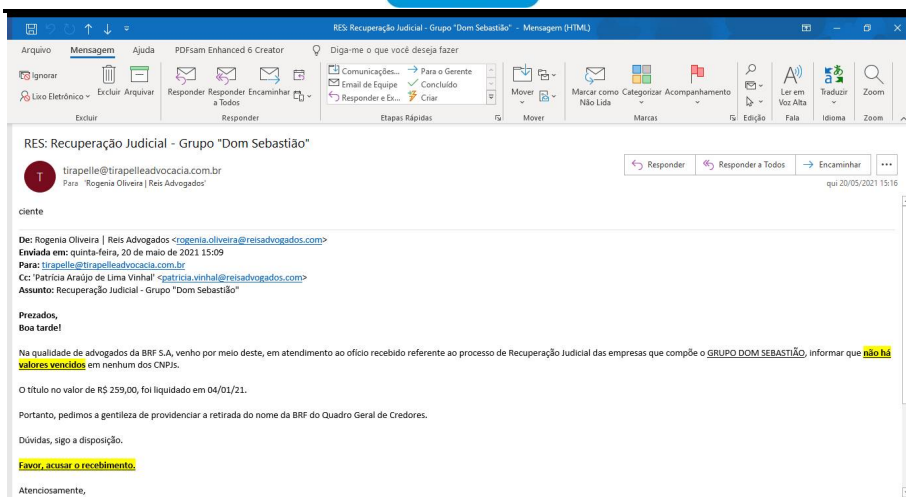 RES: Recuperação Judicial - Grupo "Dom Sebastião" - Mensagem (HTML)
Arquivo Mensagem Ajuda PDFsam Enhanced 6 Creator Diga-me o que você deseja fazer
Ignorar
Lixo Eletrônico
Excluir Arquivar
Responder Responder a Todos Encaminhar
Comunicações... Para o Gerente
Email de Equipe Concluído
Responder e Ex... Criar
Mover
Marcar como Não Lida Categorizar Acompanhamento
Ler em Voz Alta
Traduzir
Zoom
Excluir Responder Etapas Rápidas Mover Marcas Edição Fala Idioma Zoom
RES: Recuperação Judicial - Grupo "Dom Sebastião"
T
tirapelle@tirapelleadvocacia.com.br
Para 'Rogenia Oliveira | Reis Advogados'
Responder Responder a Todos Encaminhar ...
qui 20/05/2021 15:16
ciente
De: Rogenia Oliveira | Reis Advogados <rogenia.oliveira@reisadvogados.com>
Enviada em: quinta-feira, 20 de maio de 2021 15:09
Para: tirapelle@tirapelleadvocacia.com.br
Cc: 'Patrícia Araújo de Lima Vinhal' <patricia.vinhal@reisadvogados.com>
Assunto: Recuperação Judicial - Grupo "Dom Sebastião"
Prezados,
Boa tarde!
Na qualidade de advogados da BRF S.A, venho por meio deste, em atendimento ao ofício recebido referente ao processo de Recuperação Judicial das empresas que compõe o GRUPO DOM SEBASTIÃO, informar que não há
valores vencidos em nenhum dos CNPJs.
O título no valor de R$ 259,00, foi liquidado em 04/01/21.
Portanto, pedimos a gentileza de providenciar a retirada do nome da BRF do Quadro Geral de Credores.
Dúvidas, sigo a disposição.
Favor, acusar o recebimento.
Atenciosamente,